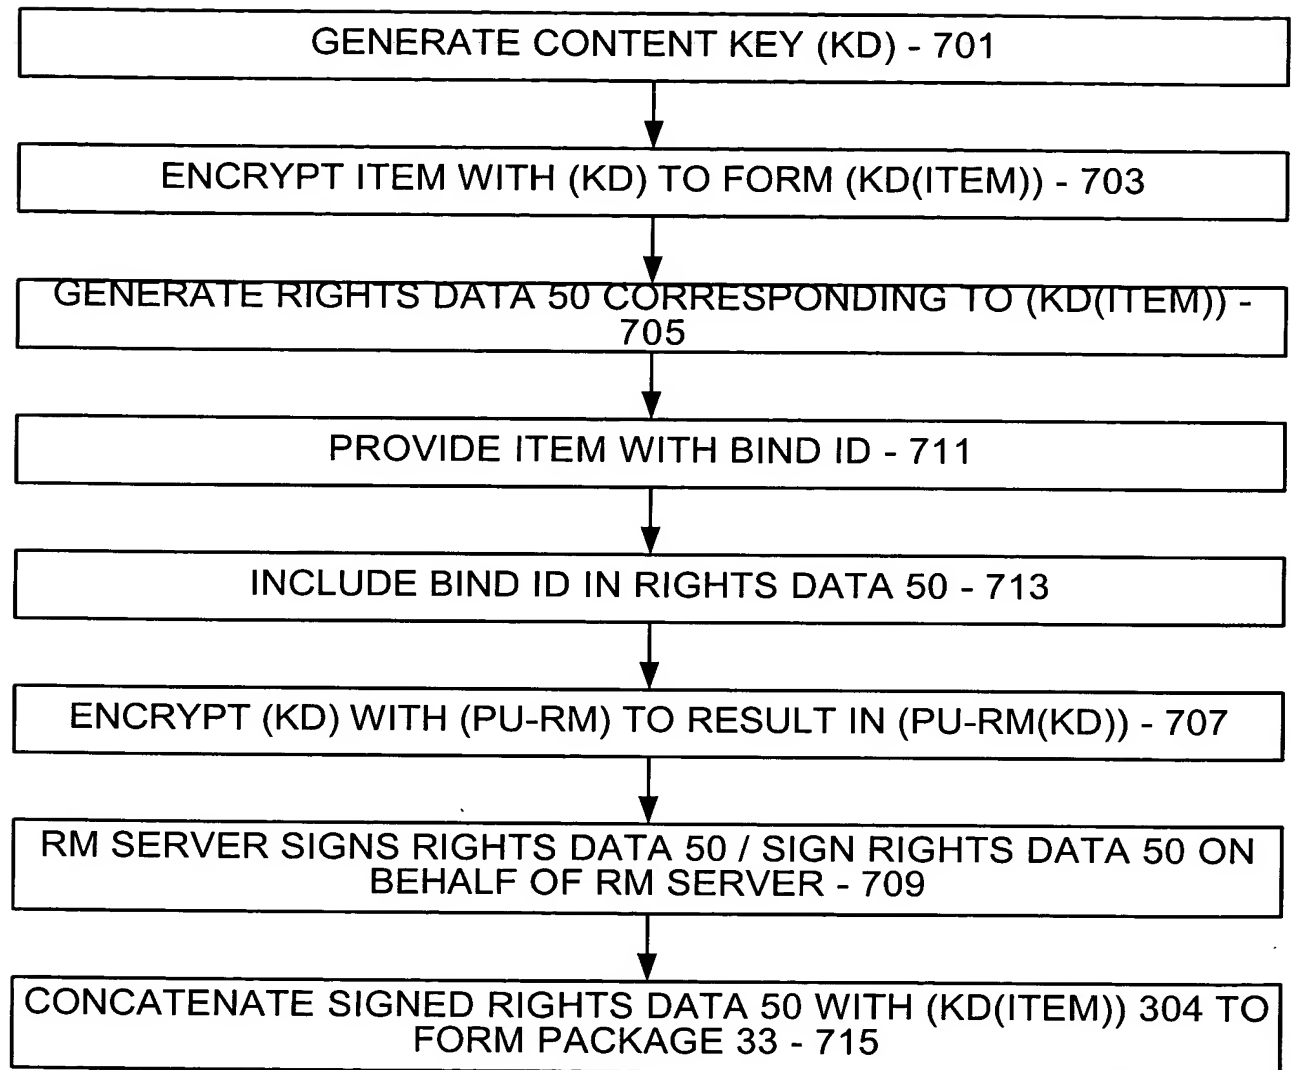 GENERATE CONTENT KEY (KD) - 701
ENCRYPT ITEM WITH (KD) TO FORM (KD(ITEM)) - 703
GENERATE RIGHTS DATA 50 CORRESPONDING TO (KD(ITEM)) -
705
PROVIDE ITEM WITH BIND ID - 711
INCLUDE BIND ID IN RIGHTS DATA 50 - 713
ENCRYPT (KD) WITH (PU-RM) TO RESULT IN (PU-RM(KD)) - 707
RM SERVER SIGNS RIGHTS DATA 50 / SIGN RIGHTS DATA 50 ON
BEHALF OF RM SERVER - 709
CONCATENATE SIGNED RIGHTS DATA 50 WITH (KD(ITEM)) 304 TO
FORM PACKAGE 33 - 715